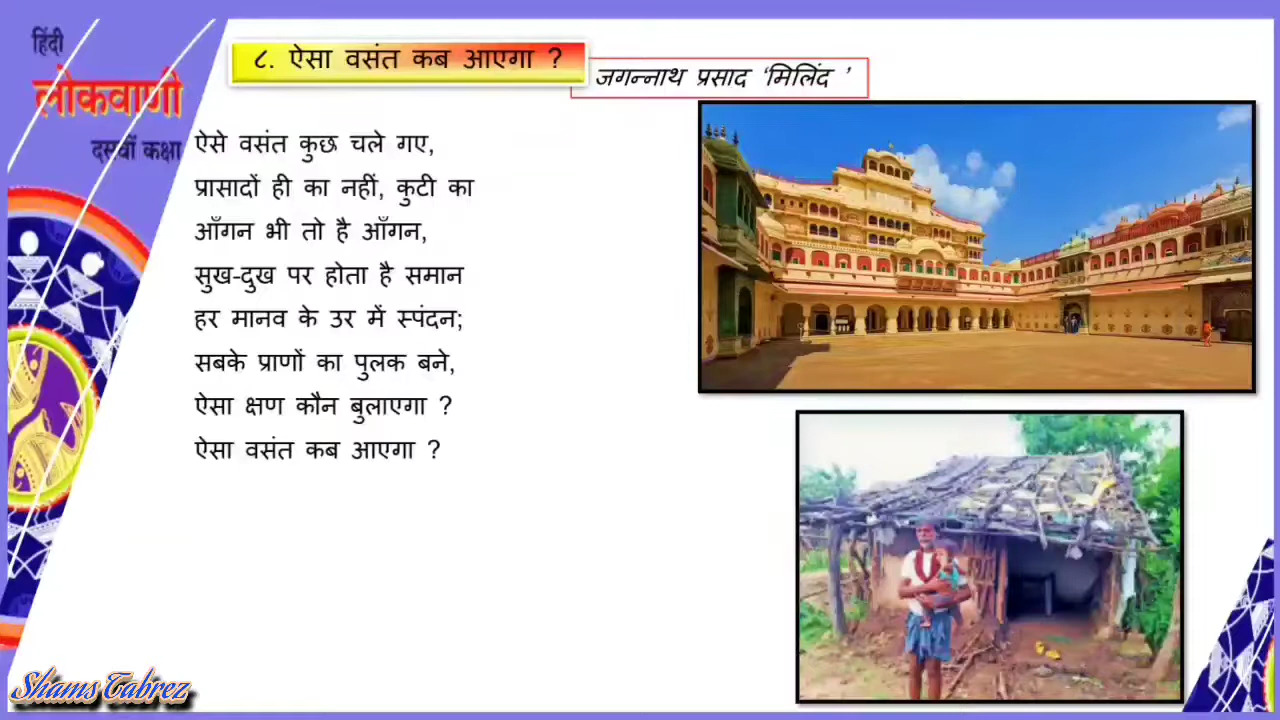 हिंदी
लोकवाणी
दसवीं कक्षा
८. ऐसा वसंत कब आएगा ?
जगन्नाथ प्रसाद ‘मिलिंद ’
ऐसे वसंत कुछ चले गए,
प्रासादों ही का नहीं, कुटी का
आँगन भी तो है आँगन,
सुख-दुख पर होता है समान
हर मानव के उर में स्पंदन;
सबके प्राणों का पुलक बने,
ऐसा क्षण कौन बुलाएगा ?
ऐसा वसंत कब आएगा ?
Shams Tabrez